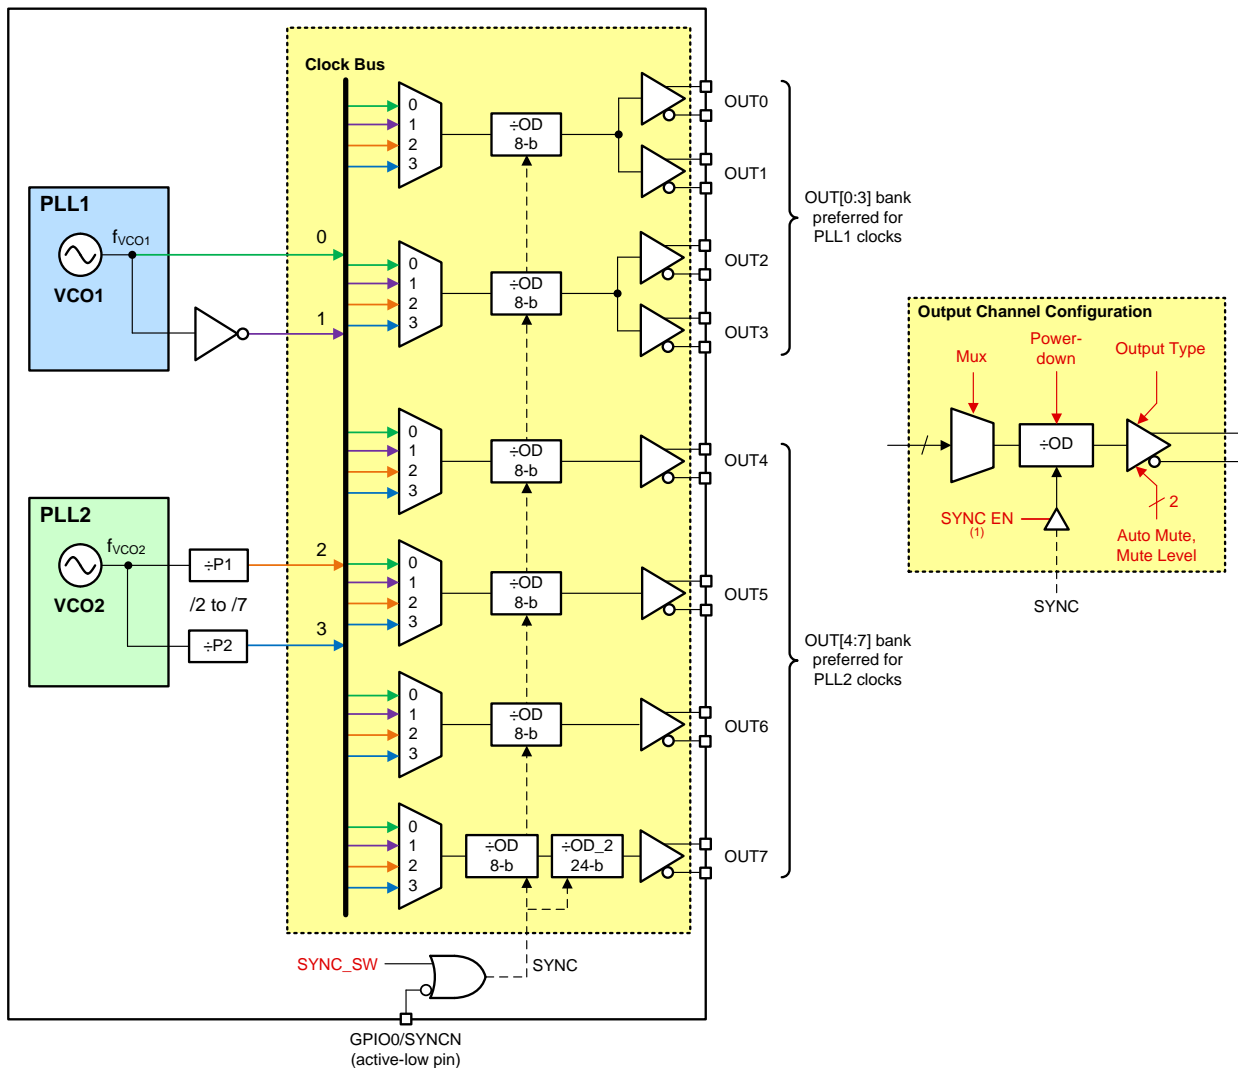 Clock Bus
0
1
2
3
÷OD
8-b
OUT0
OUT1
OUT[0:3] bank
preferred for
PLL1 clocks
PLL1
fVCO1
VCO1
0
1
0
1
2
3
÷OD
8-b
OUT2
OUT3
0
1
2
3
÷OD
8-b
OUT4
PLL2
fVCO2
VCO2
÷P1
/2 to /7
÷P2
2
3
0
1
2
3
÷OD
8-b
OUT5
OUT[4:7] bank
preferred for
PLL2 clocks
0
1
2
3
÷OD
8-b
OUT6
0
1
2
3
÷OD
8-b
÷OD_2
24-b
OUT7
SYNC_SW
SYNC
GPIO0/SYNCN
(active-low pin)
Output Channel Configuration
Mux
Power-
down
Output Type
÷OD
SYNC EN
(1)
2
Auto Mute,
Mute Level
SYNC